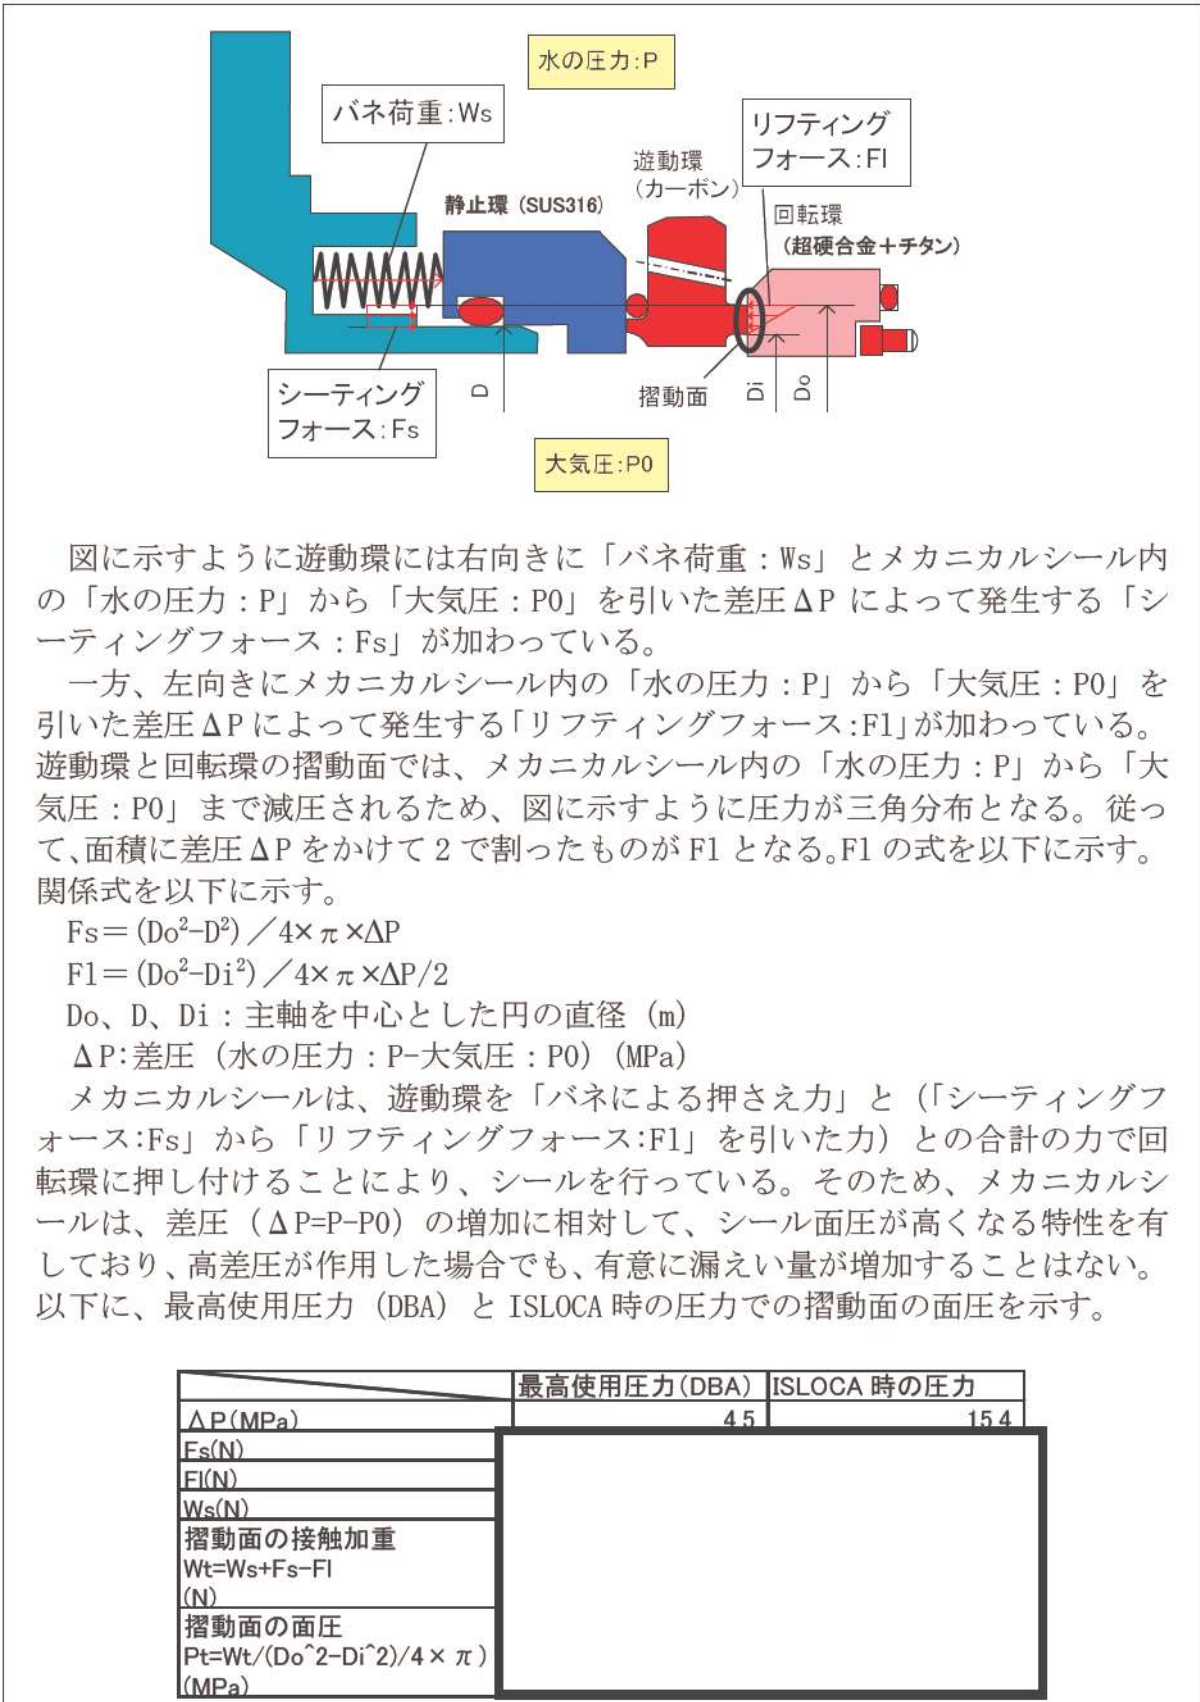 水の圧力:P
バネ荷重:Ws
リフティング
フォース:Fl
遊動環
(カーボン)
静止環 (SUS316)
回転環
(超硬合金+チタン)
シーティング
フォース:Fs
D
摺動面
Di
Do
大気圧:P0
図に示すように遊動環には右向きに「バネ荷重:Ws」とメカニカルシール内
の「水の圧力:P」から「大気圧:P0」を引いた差圧ΔP によって発生する「シ
ーティングフォース:Fs」が加わっている。
一方、左向きにメカニカルシール内の「水の圧力:P」から「大気圧:P0」を
引いた差圧ΔPによって発生する「リフティングフォース:Fl」が加わっている。
遊動環と回転環の摺動面では、メカニカルシール内の「水の圧力:P」から「大
気圧:P0」まで減圧されるため、図に示すように圧力が三角分布となる。従っ
て、面積に差圧ΔPをかけて2で割ったものがFlとなる。Flの式を以下に示す。
関係式を以下に示す。
Fs=(Do²-D²)/4×π×ΔP
Fl=(Do²-Di²)/4×π×ΔP/2
Do、D、Di:主軸を中心とした円の直径 (m)
ΔP:差圧 (水の圧力:P-大気圧:P0) (MPa)
メカニカルシールは、遊動環を「バネによる押さえ力」と(「シーティングフ
ォース:Fs」から「リフティングフォース:Fl」を引いた力)との合計の力で回
転環に押し付けることにより、シールを行っている。そのため、メカニカルシ
ールは、差圧(ΔP=P-P0)の増加に相対して、シール面圧が高くなる特性を有
しており、高差圧が作用した場合でも、有意に漏えい量が増加することはない。
以下に、最高使用圧力(DBA)とISLOCA時の圧力での摺動面の面圧を示す。
最高使用圧力(DBA) ISLOCA 時の圧力
ΔP(MPa) 4.5 15.4
Fs(N)
Fl(N)
Ws(N)
摺動面の接触加重
Wt=Ws+Fs-Fl
(N)
摺動面の面圧
Pt=Wt/(Do^2-Di^2)/4×π)
(MPa)